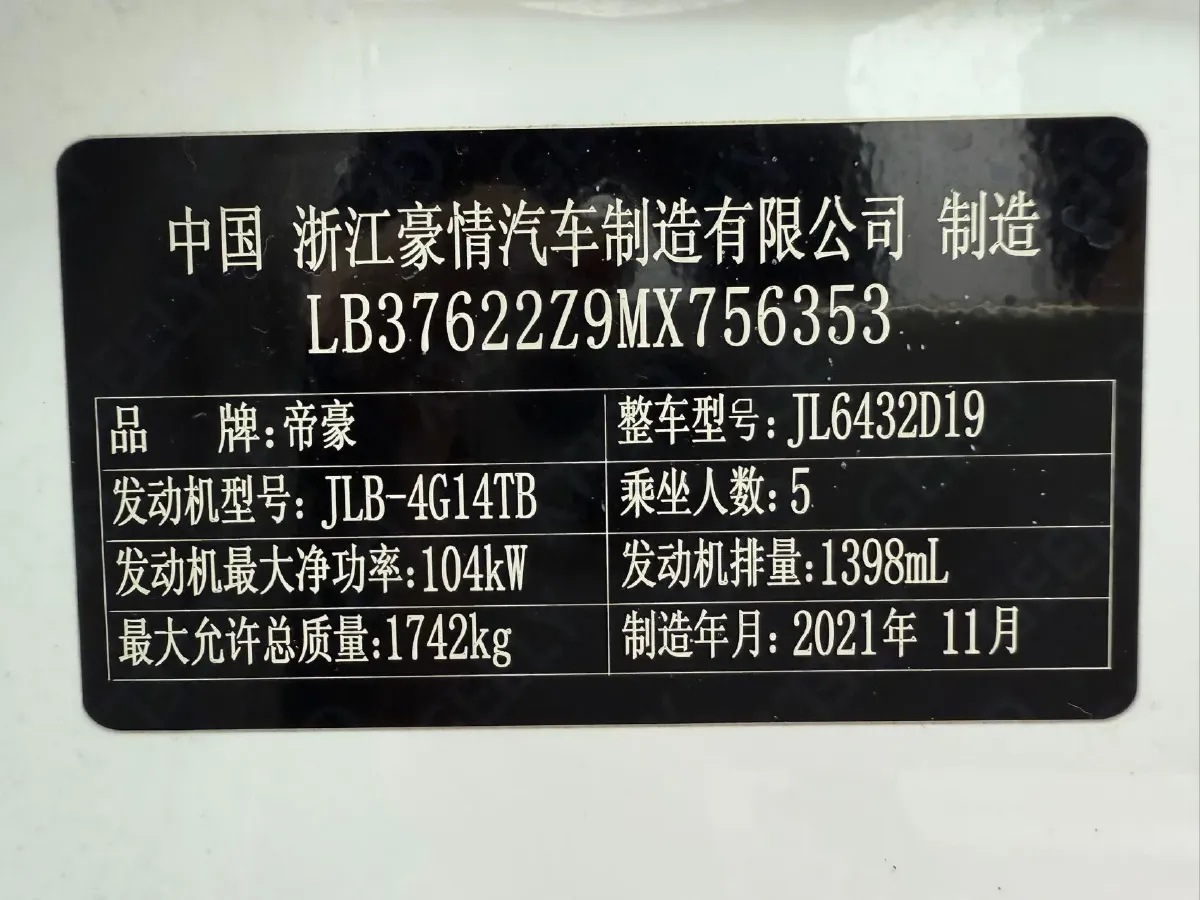 中国 浙江豪情汽车制造有限公司 制造
LB37622Z9MX756353
品 牌:帝豪 整车型号:JL6432D19
发动机型号:JLB-4G14TB 乘坐人数:5
发动机最大净功率:104kW 发动机排量:1398mL
最大允许总质量:1742kg 制造年月:2021年 11月